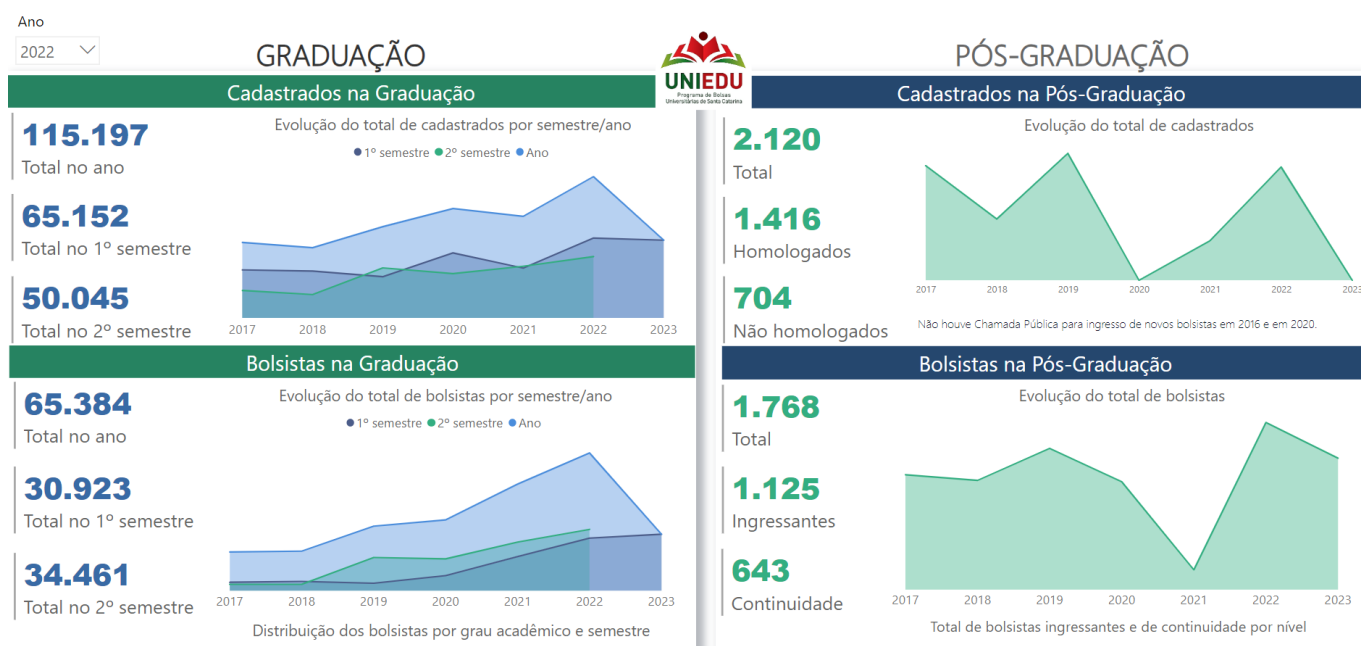 Ano
2022
GRADUAÇÃO
UNIEDU
Programa de Bolsas
Universitárias de Santa Catarina
PÓS-GRADUAÇÃO
Cadastrados na Graduação
115.197
Total no ano
65.152
Total no 1º semestre
50.045
Total no 2º semestre
Evolução do total de cadastrados por semestre/ano
1º semestre 2º semestre Ano
2017 2018 2019 2020 2021 2022 2023
Bolsistas na Graduação
65.384
Total no ano
30.923
Total no 1º semestre
34.461
Total no 2º semestre
Evolução do total de bolsistas por semestre/ano
1º semestre 2º semestre Ano
2017 2018 2019 2020 2021 2022 2023
Distribuição dos bolsistas por grau acadêmico e semestre
Cadastrados na Pós-Graduação
2.120
Total
1.416
Homologados
704
Não homologados
Evolução do total de cadastrados
2017 2018 2019 2020 2021 2022 2023
Não houve Chamada Pública para ingresso de novos bolsistas em 2016 e em 2020.
Bolsistas na Pós-Graduação
1.768
Total
1.125
Ingressantes
643
Continuidade
Evolução do total de bolsistas
2017 2018 2019 2020 2021 2022 2023
Total de bolsistas ingressantes e de continuidade por nível